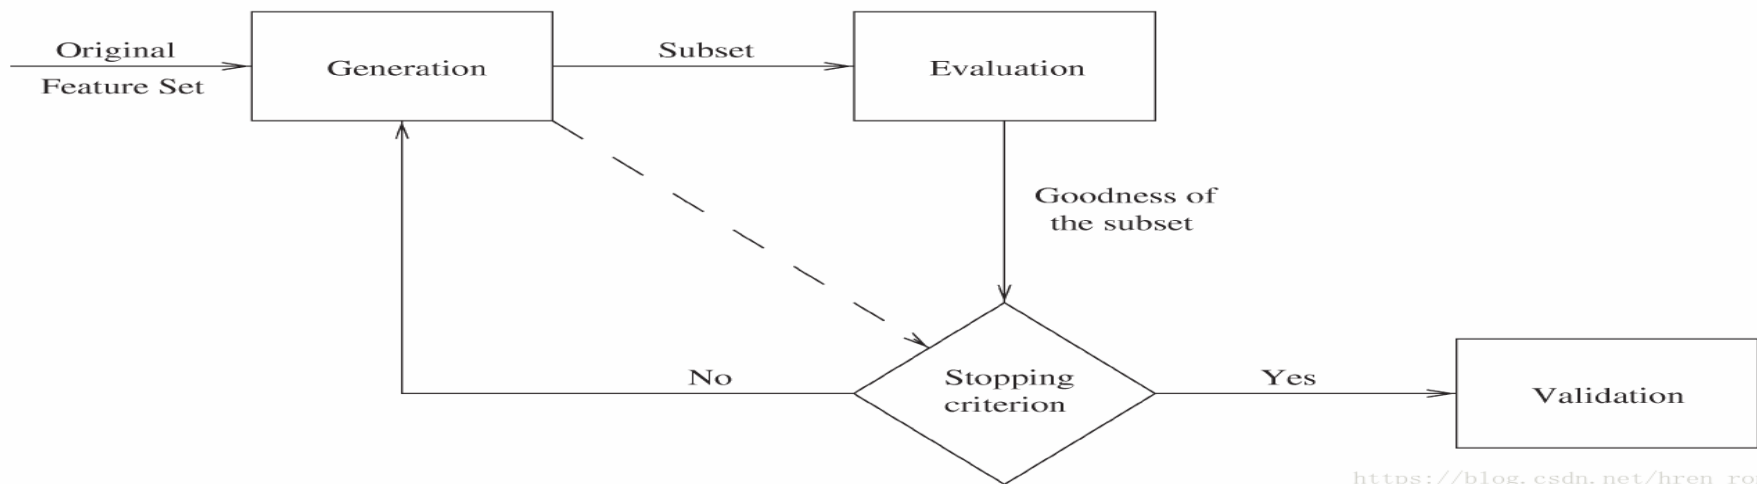 Original
Feature Set
Generation
Subset
Evaluation
Goodness of
the subset
No
Stopping
criterion
Yes
Validation
https://blog.csdn.net/hren_ro